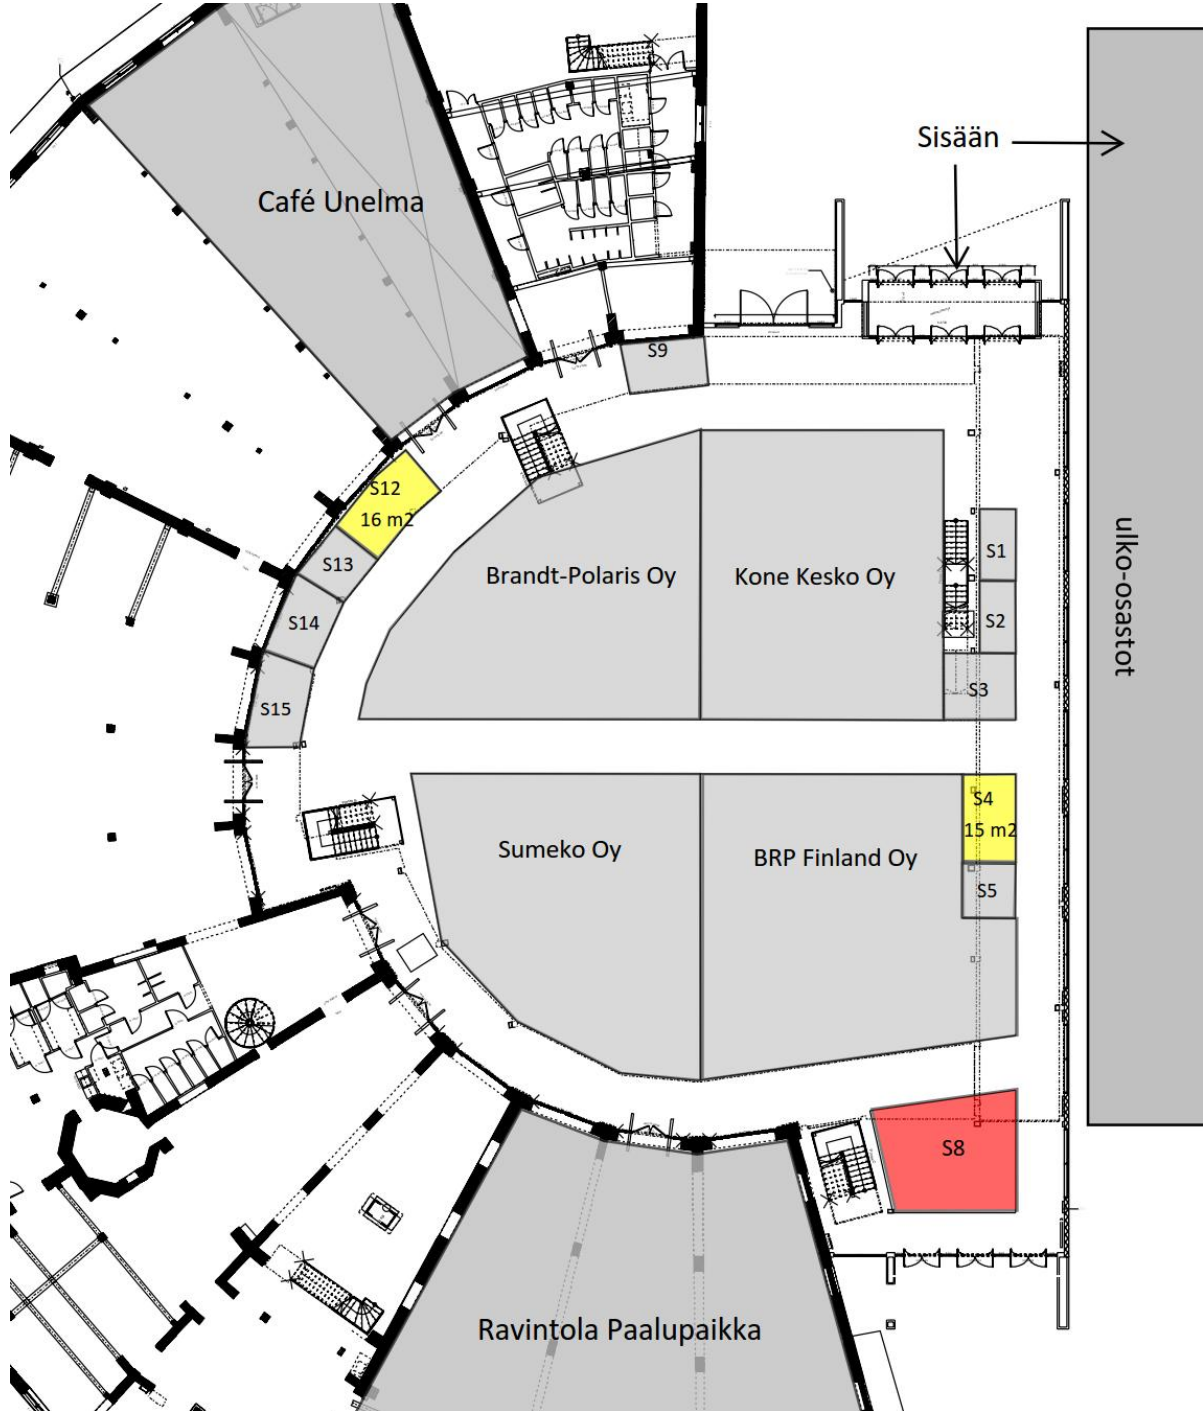 Sisään
Café Unelma
S9
S12
16 m2
S13
S14
S15
Brandt-Polaris Oy
Kone Kesko Oy
S1
S2
S3
ulko-osastot
S4
15 m2
S5
Sumeko Oy
BRP Finland Oy
S8
Ravintola Paalupaikka